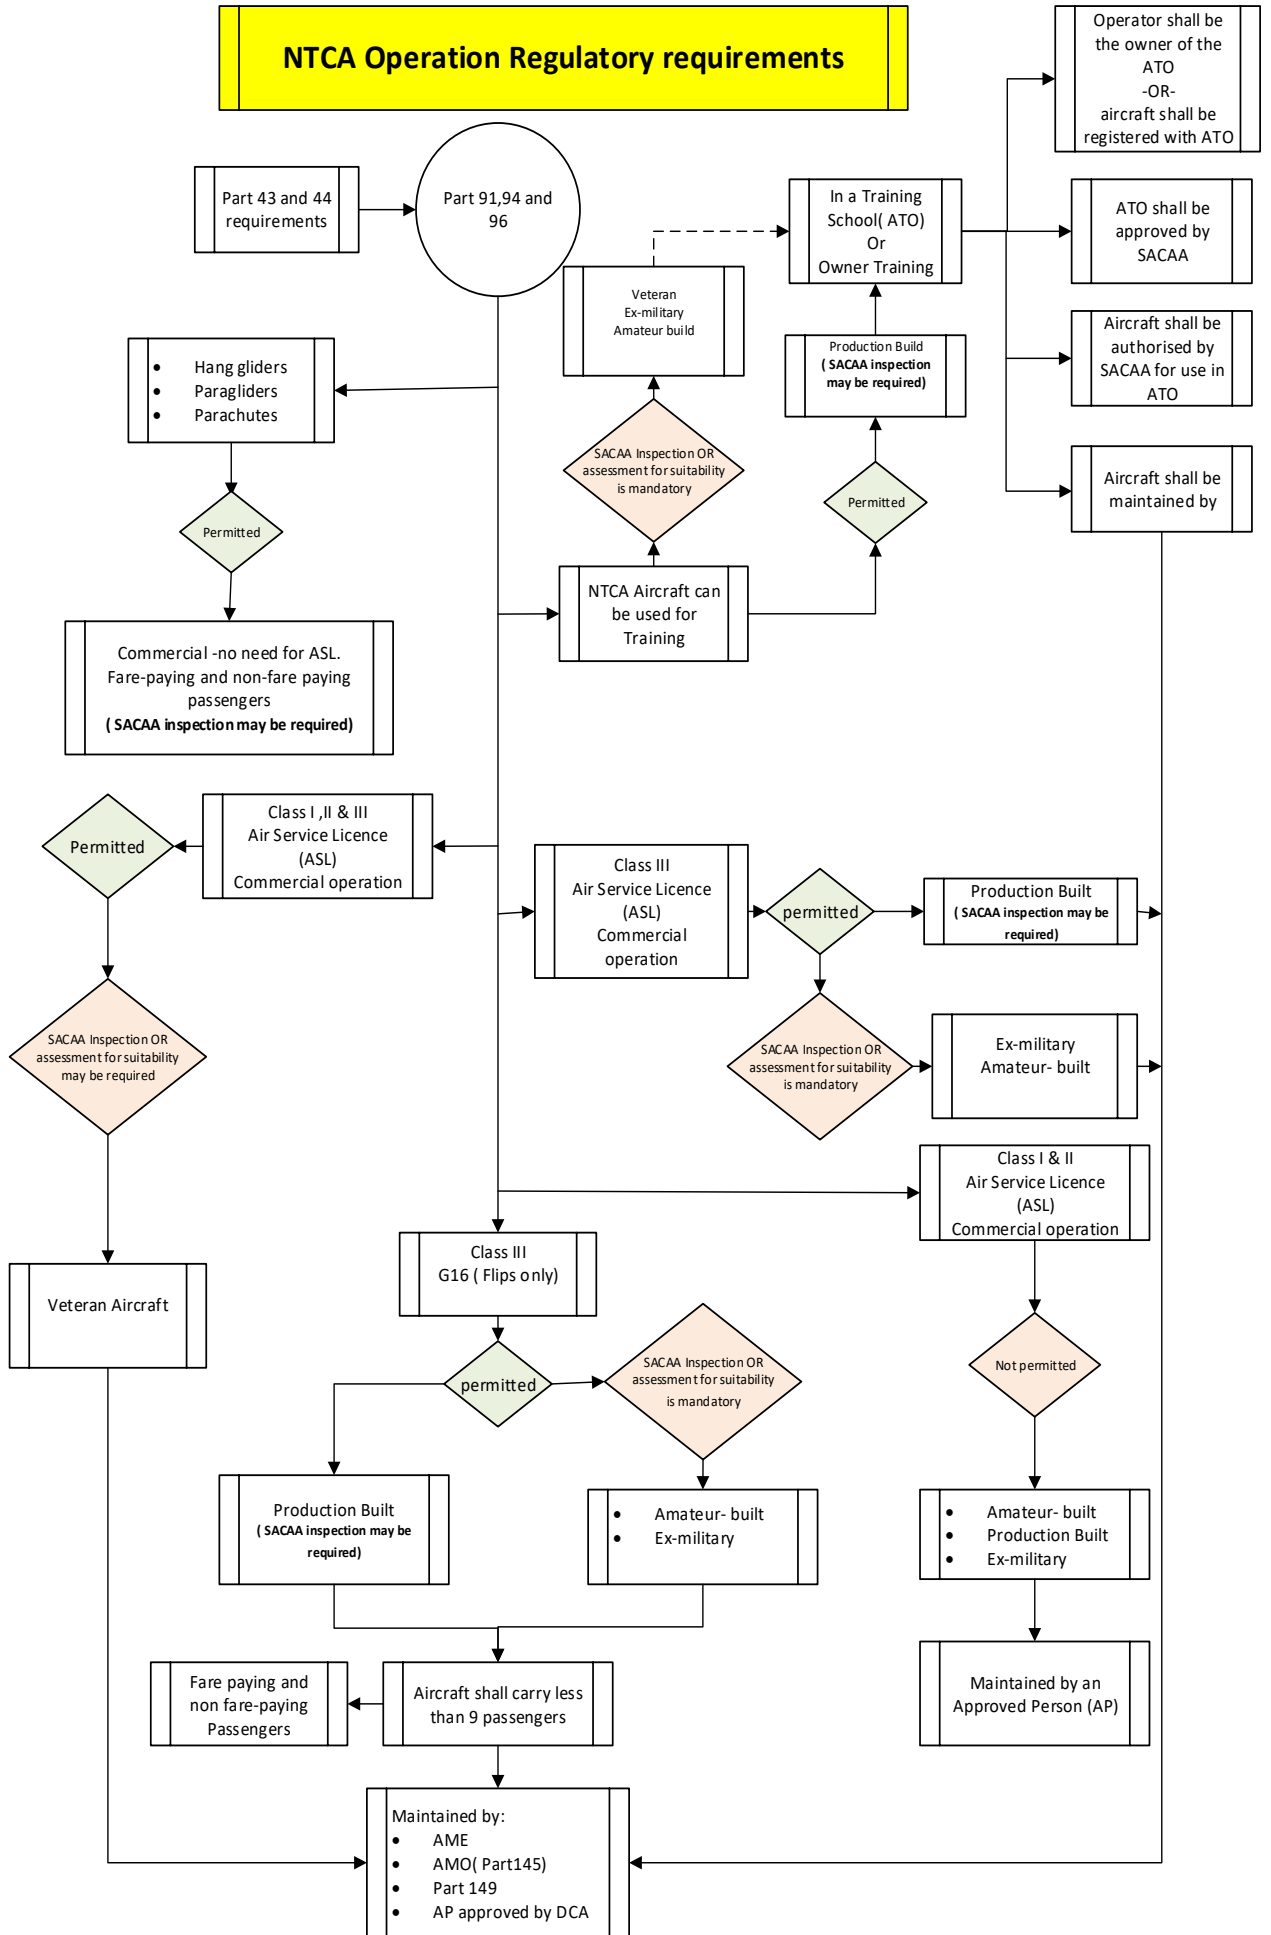 NTCA Operation Regulatory requirements
Operator shall be
the owner of the
ATO
-OR-
aircraft shall be
registered with ATO
Part 43 and 44
requirements
Part 91,94 and
96
In a Training
School( ATO)
Or
Owner Training
ATO shall be
approved by
SACAA
Veteran
Ex-military
Amateur build
Production Build
( SACAA inspection
may be required)
Aircraft shall be
authorised by
SACAA for use in
ATO
• Hang gliders
• Paragliders
• Parachutes
SACAA Inspection OR
assessment for suitability
is mandatory
Permitted
Aircraft shall be
maintained by
Permitted
NTCA Aircraft can
be used for
Training
Commercial -no need for ASL.
Fare-paying and non-fare paying
passengers
( SACAA inspection may be required)
Permitted
Class I ,II & III
Air Service Licence
(ASL)
Commercial operation
Class III
Air Service Licence
(ASL)
Commercial
operation
permitted
Production Built
( SACAA inspection may be
required)
SACAA Inspection OR
assessment for suitability
may be required
SACAA Inspection OR
assessment for suitability
is mandatory
Ex-military
Amateur- built
Class I & II
Air Service Licence
(ASL)
Commercial operation
Class III
G16 ( Flips only)
Veteran Aircraft
permitted
SACAA Inspection OR
assessment for suitability
is mandatory
Not permitted
Production Built
( SACAA inspection may be
required)
• Amateur- built
• Ex-military
• Amateur- built
• Production Built
• Ex-military
Fare paying and
non fare-paying
Passengers
Aircraft shall carry less
than 9 passengers
Maintained by an
Approved Person (AP)
Maintained by:
• AME
• AMO( Part145)
• Part 149
• AP approved by DCA